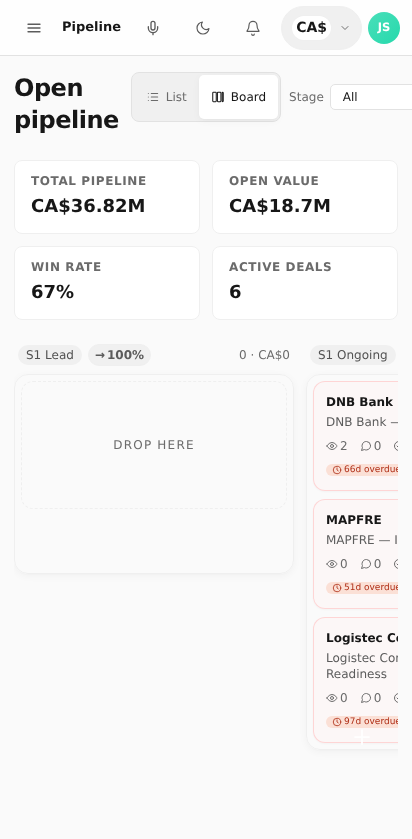 Pipeline
CA$
JS
Open
pipeline
List
Board
Stage
All
TOTAL PIPELINE
CA$36.82M
OPEN VALUE
CA$18.7M
WIN RATE
67%
ACTIVE DEALS
6
S1 Lead
→100%
0 · CA$0
DROP HERE
S1 Ongoing
DNB Bank
DNB Bank —
2 0
66d overdue
MAPFRE
MAPFRE —
0 0
51d overdue
Logistec
Logistec
Readiness
0 0
97d overdue